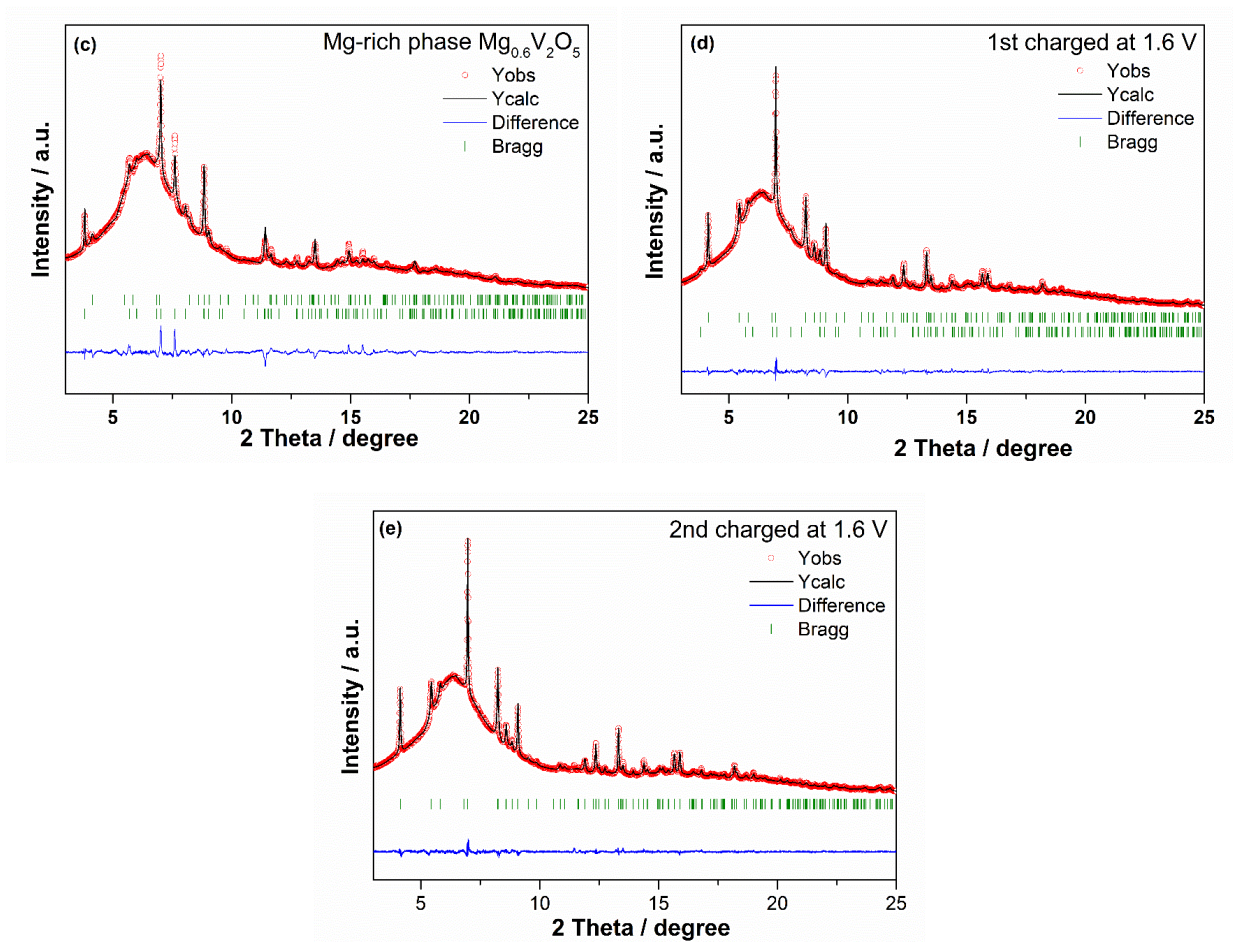 (c)
Mg-rich phase Mg0.6V2O5
Yobs
Ycalc
Difference
Bragg
Intensity / a.u.
5
10
15
20
25
2 Theta / degree
(d)
1st charged at 1.6 V
Yobs
Ycalc
Difference
Bragg
Intensity / a.u.
5
10
15
20
25
2 Theta / degree
(e)
2nd charged at 1.6 V
Yobs
Ycalc
Difference
Bragg
Intensity / a.u.
5
10
15
20
25
2 Theta / degree